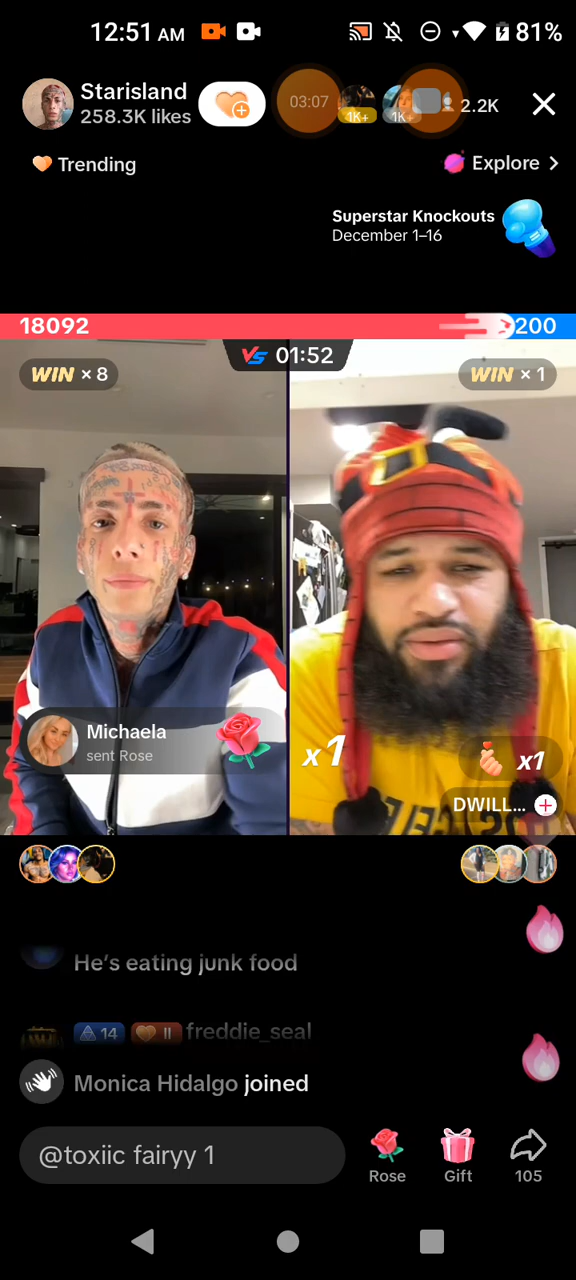 12:51 AM
81%
Starisland
258.3K likes
03:07
1K+
1K+
2.2K
Trending
Explore
Superstar Knockouts
December 1–16
18092
200
VS 01:52
WIN × 8
WIN × 1
Michaela
sent Rose
x1
x1
DWILL...
He's eating junk food
14
II
freddie_seal
Monica Hidalgo joined
@toxiic fairyy 1
Rose
Gift
105